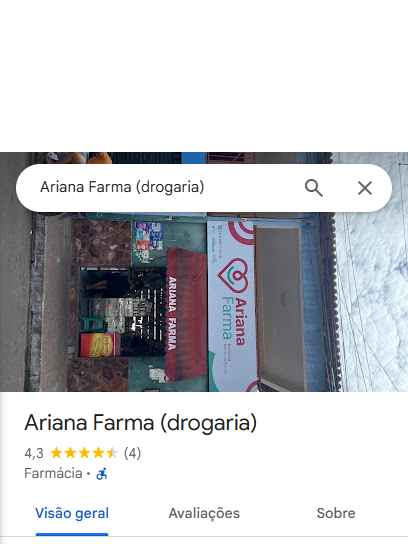 Ariana Farma (drogaria)
Ariana
Farma
ARIANA FARMA
Ariana Farma (drogaria)
4,3 (4)
Farmácia ·
Visão geral
Avaliações
Sobre